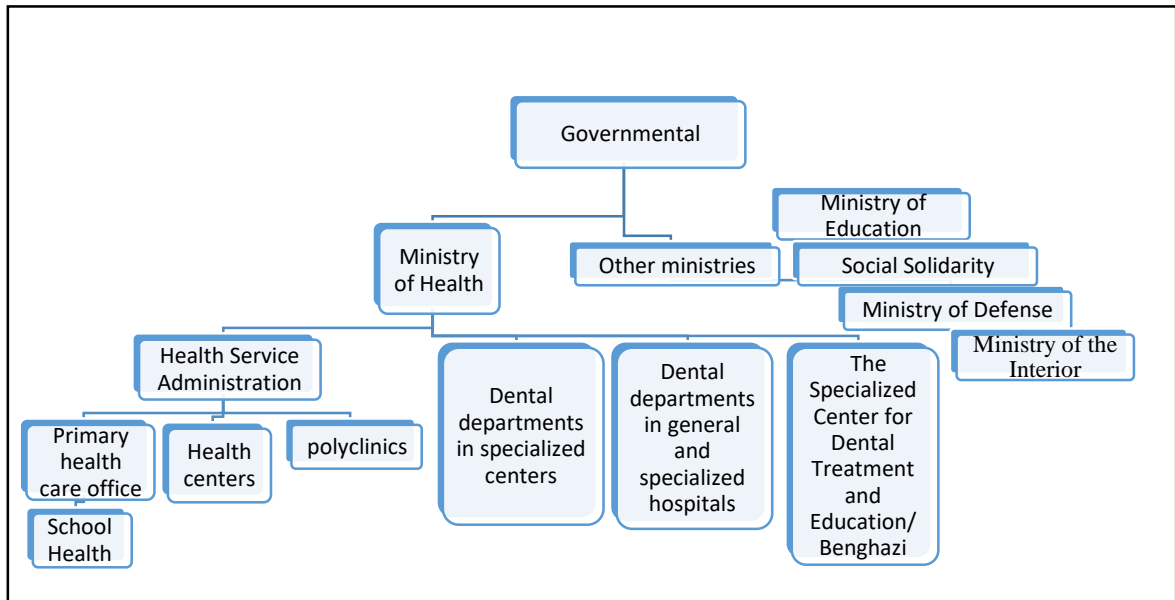 Governmental
Ministry of
Education
Ministry
of Health
Other ministries
Social Solidarity
Ministry of Defense
Ministry of the
Interior
Health Service
Administration
Dental
departments
in specialized
centers
Dental
departments
in general
and
specialized
hospitals
The
Specialized
Center for
Dental
Treatment
and
Education/
Benghazi
Primary
health
care office
Health
centers
polyclinics
School
Health